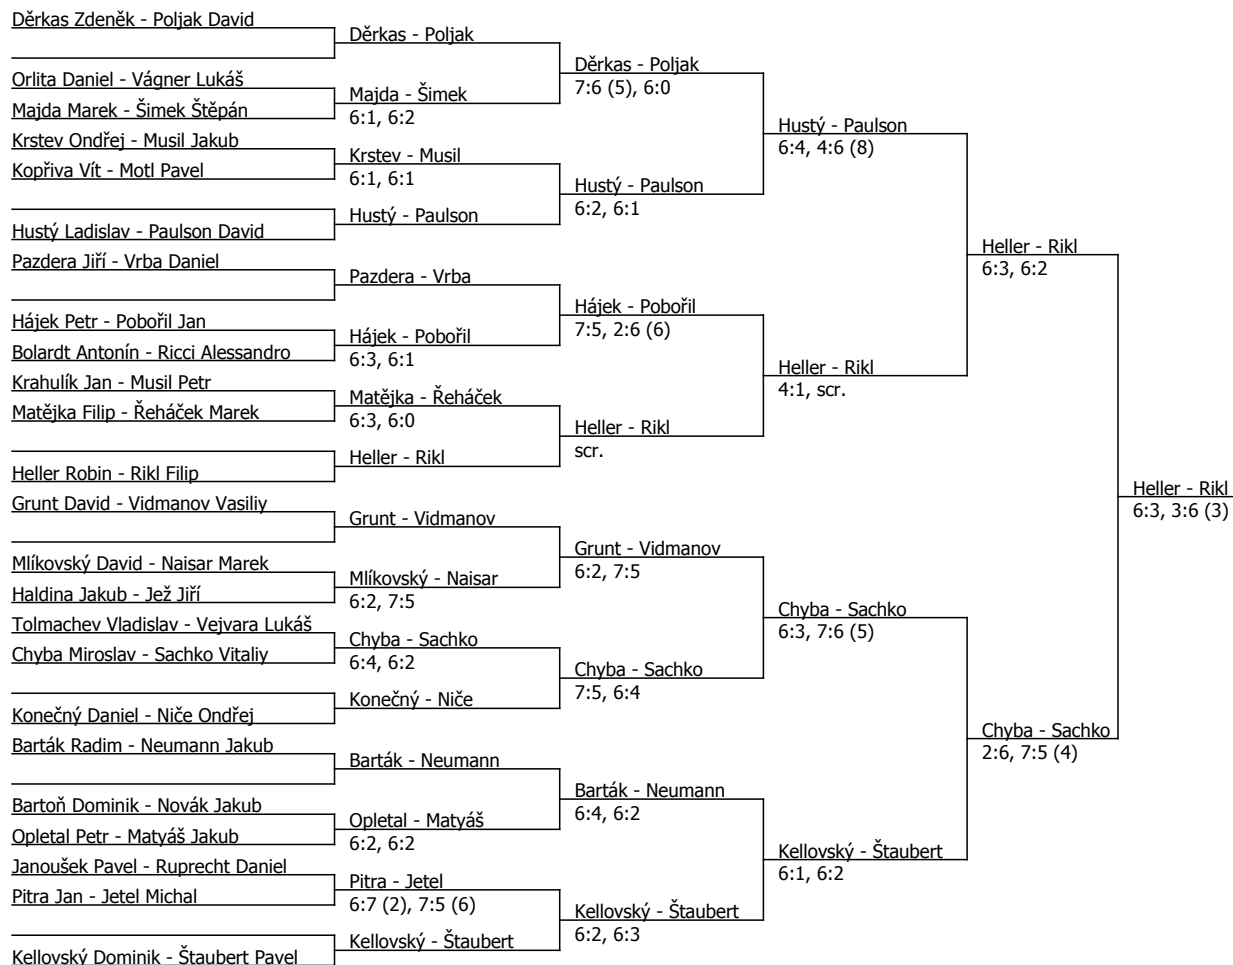 Děrkas Zdeněk - Poljak David
Orlita Daniel - Vágner Lukáš
Majda Marek - Šimek Štěpán
Krstev Ondřej - Musil Jakub
Kopřiva Vít - Motl Pavel
Hustý Ladislav - Paulson David
Pazdera Jiří - Vrba Daniel
Hájek Petr - Pobořil Jan
Bolardt Antonín - Ricci Alessandro
Krahulík Jan - Musil Petr
Matějka Filip - Řeháček Marek
Heller Robin - Rikl Filip
Grunt David - Vidmanov Vasiliy
Mlíkovský David - Naisar Marek
Haldina Jakub - Jež Jiří
Tolmachev Vladislav - Vejvara Lukáš
Chyba Miroslav - Sachko Vitaliy
Konečný Daniel - Niče Ondřej
Barták Radim - Neumann Jakub
Bartoň Dominik - Novák Jakub
Opletal Petr - Matyáš Jakub
Janoušek Pavel - Ruprecht Daniel
Pitra Jan - Jetel Michal
Kellovský Dominik - Štaubert Pavel
Děrkas - Poljak
Majda - Šimek
6:1, 6:2
Krstev - Musil
6:1, 6:1
Hustý - Paulson
Pazdera - Vrba
Hájek - Pobořil
6:3, 6:1
Matějka - Řeháček
6:3, 6:0
Heller - Rikl
Grunt - Vidmanov
Mlíkovský - Naisar
6:2, 7:5
Chyba - Sachko
6:4, 6:2
Konečný - Niče
Barták - Neumann
Opletal - Matyáš
6:2, 6:2
Pitra - Jetel
6:7 (2), 7:5 (6)
Kellovský - Štaubert
Děrkas - Poljak
7:6 (5), 6:0
Hustý - Paulson
6:2, 6:1
Hájek - Pobořil
7:5, 2:6 (6)
Heller - Rikl
scr.
Grunt - Vidmanov
6:2, 7:5
Chyba - Sachko
7:5, 6:4
Barták - Neumann
6:4, 6:2
Kellovský - Štaubert
6:2, 6:3
Hustý - Paulson
6:4, 4:6 (8)
Heller - Rikl
4:1, scr.
Chyba - Sachko
6:3, 7:6 (5)
Kellovský - Štaubert
6:1, 6:2
Heller - Rikl
6:3, 6:2
Chyba - Sachko
2:6, 7:5 (4)
Heller - Rikl
6:3, 3:6 (3)